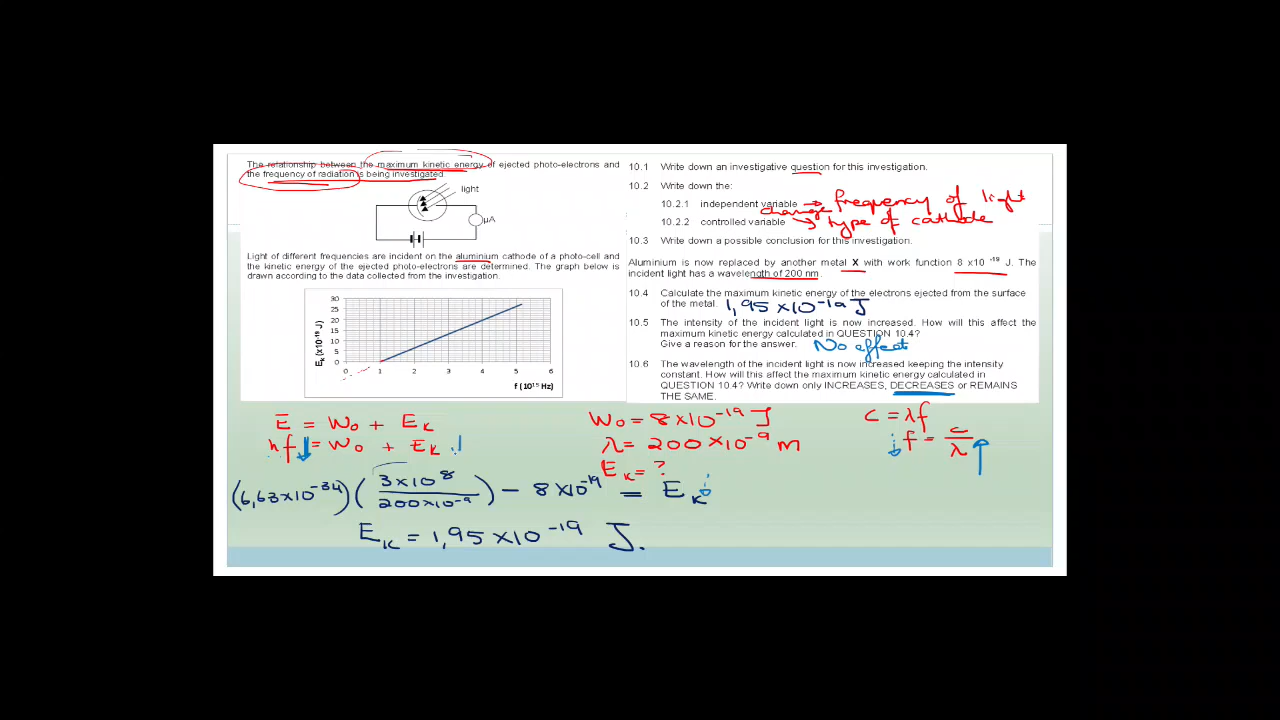 The relationship between the maximum kinetic energy of ejected photo-electrons and
the frequency of radiation is being investigated.
light
μA
Light of different frequencies are incident on the aluminium cathode of a photo-cell and
the kinetic energy of the ejected photo-electrons are determined. The graph below is
drawn according to the data collected from the investigation.
Eₖ (x10⁻¹⁹ J)
30
25
20
15
10
5
0
0 1 2 3 4 5 6
f (10¹⁵ Hz)
10.1 Write down an investigative question for this investigation.
10.2 Write down the:
10.2.1 independent variable → frequency of light
change
10.2.2 controlled variable → type of cathode
10.3 Write down a possible conclusion for this investigation.
Aluminium is now replaced by another metal X with work function 8 x10 ⁻¹⁹ J. The
incident light has a wavelength of 200 nm.
10.4 Calculate the maximum kinetic energy of the electrons ejected from the surface
of the metal. 1,95 x10⁻¹⁹ J
10.5 The intensity of the incident light is now increased. How will this affect the
maximum kinetic energy calculated in QUESTION 10.4?
Give a reason for the answer. No affect
10.6 The wavelength of the incident light is now increased keeping the intensity
constant. How will this affect the maximum kinetic energy calculated in
QUESTION 10.4? Write down only INCREASES, DECREASES or REMAINS
THE SAME.
E = W₀ + Eₖ
hf ↓ = W₀ + Eₖ ↓
W₀ = 8 x10⁻¹⁹ J
λ = 200 x10⁻⁹ m
Eₖ = ?
c = λf
↓ f = c/λ ↑
(6,63x10⁻³⁴) (3x10⁸/200x10⁻⁹) − 8 x10⁻¹⁹ = Eₖ ↓
Eₖ = 1,95 x10⁻¹⁹ J.